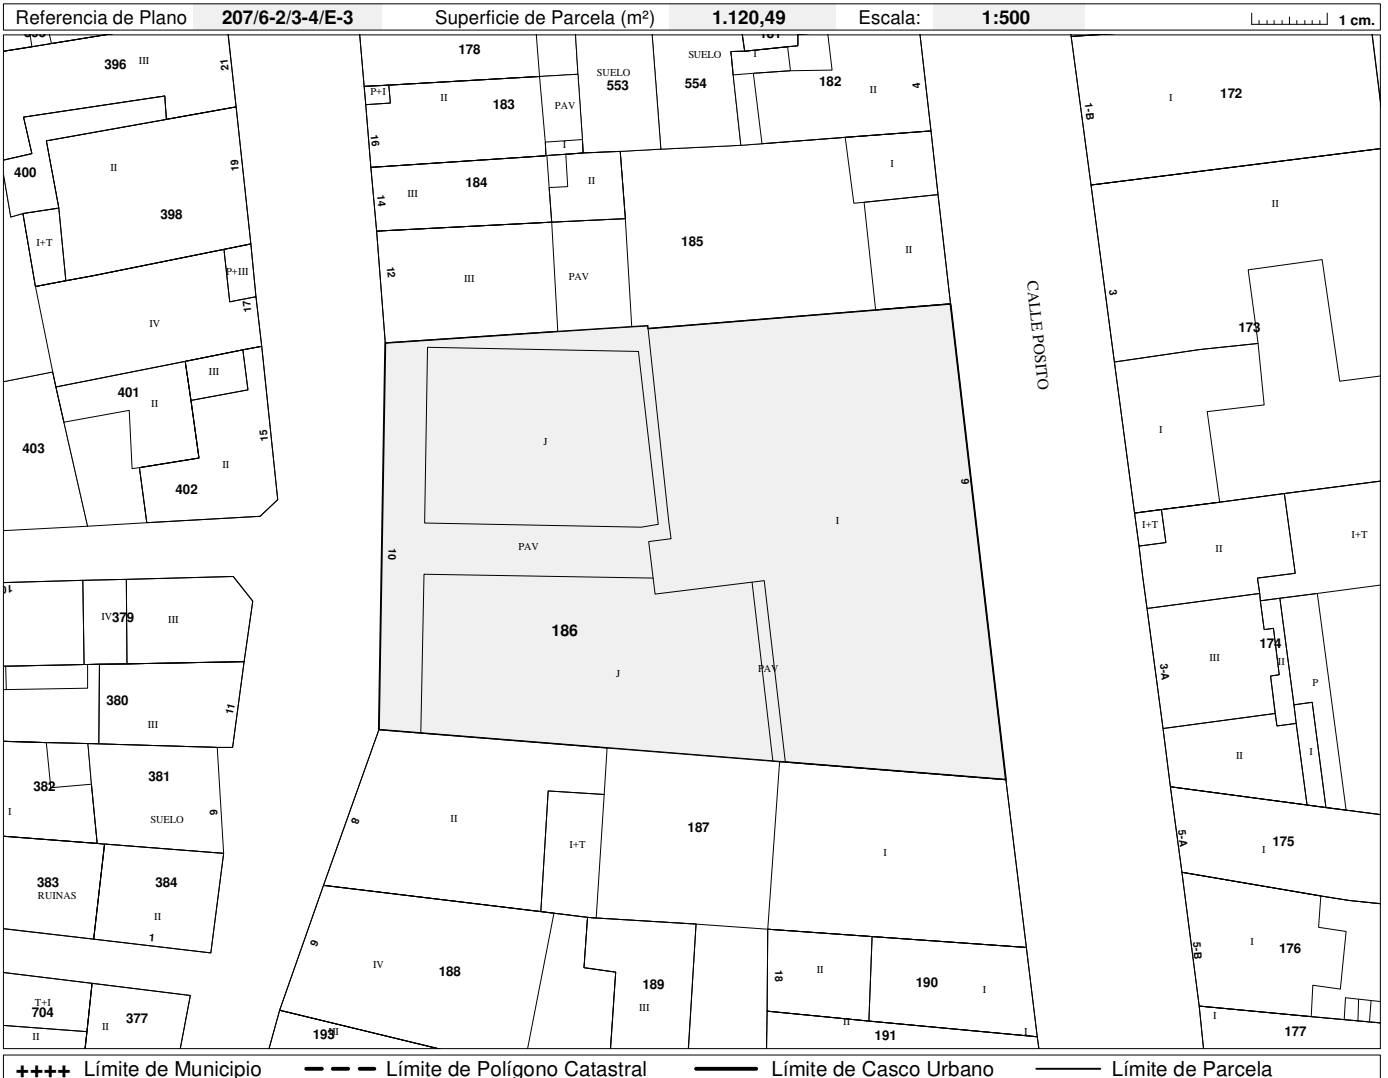 Referencia de Plano 207/6-2/3-4/E-3 Superficie de Parcela (m²) 1.120,49 Escala: 1:500 1 cm.
396 III 21
178
SUELO
553
SUELO
554
I
182 II 4
I 172
1-B
P+I II 183 PAV
16
I
400 II 19
398
14 III 184 II
I
II
I+T
P+III
17
IV
12 III PAV
185
II
CALLE POSITO
3
173
III
401 II
15
403
II
402
J
I
9
I
10
PAV
I+T
II
I+T
IV 379 III
186
J
PAV
III
3-A
174
II
P
380
III
11
II
I
382
I
381
SUELO
9
8
II
I+T
187
I
5-A
175
I
383
RUINAS
384
II
1
6
IV
188
189
III
18
II
190
I
5-B
I
176
T+I
704
II
II
377
193
III
II
191
I
I
177
++++ Límite de Municipio Límite de Polígono Catastral Límite de Casco Urbano Límite de Parcela